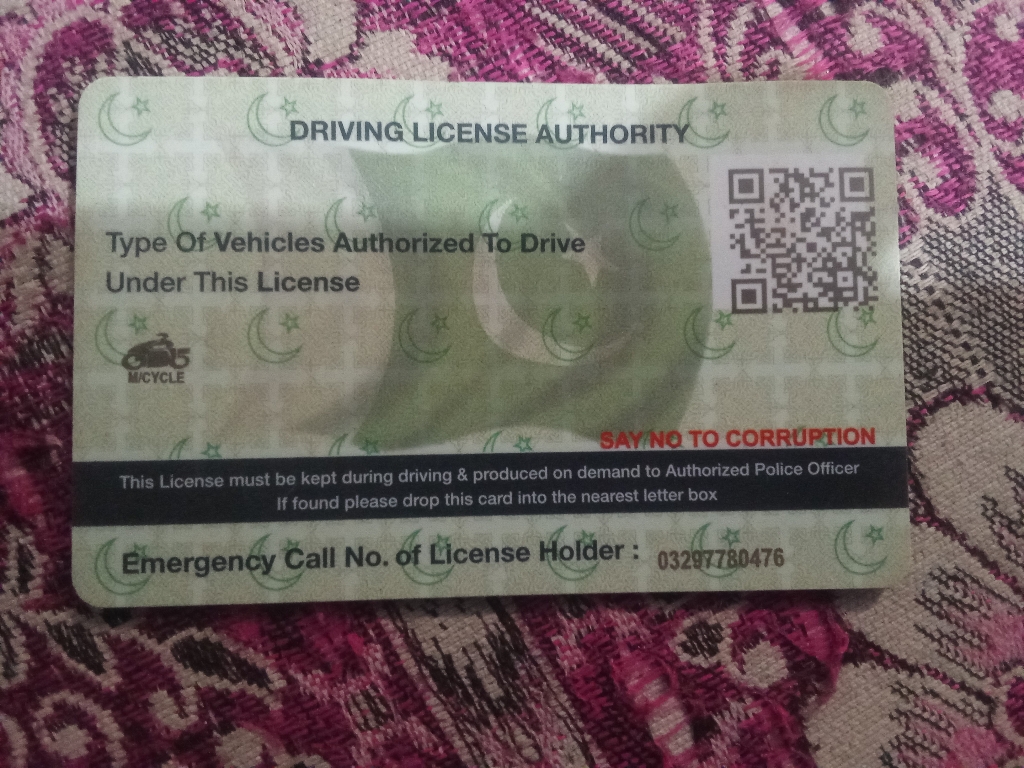 DRIVING LICENSE AUTHORITY
Type Of Vehicles Authorized To Drive
Under This License
M/CYCLE
SAY NO TO CORRUPTION
This License must be kept during driving & produced on demand to Authorized Police Officer
If found please drop this card into the nearest letter box
Emergency Call No. of License Holder : 03297780476